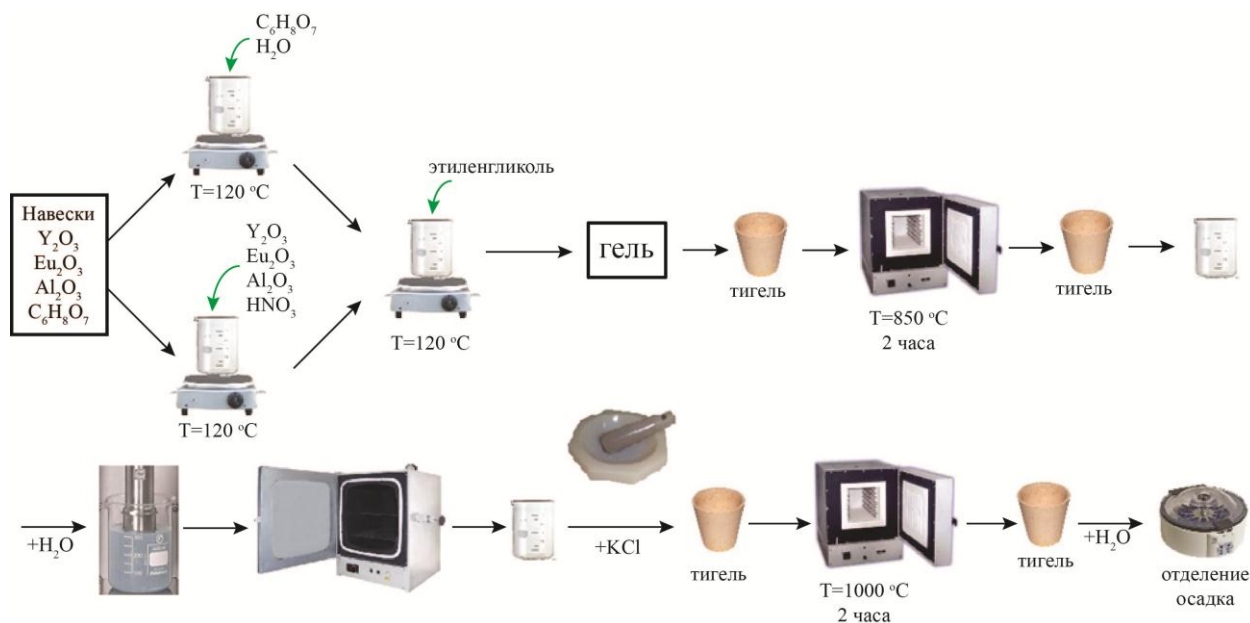 C₆H₈O₇
H₂O
T=120 °C
Навески
Y₂O₃
Eu₂O₃
Al₂O₃
C₆H₈O₇
Y₂O₃
Eu₂O₃
Al₂O₃
HNO₃
T=120 °C
этиленгликоль
T=120 °C
гель
тигель
T=850 °C
2 часа
тигель
+H₂O
+KCl
тигель
T=1000 °C
2 часа
тигель
+H₂O
отделение
осадка